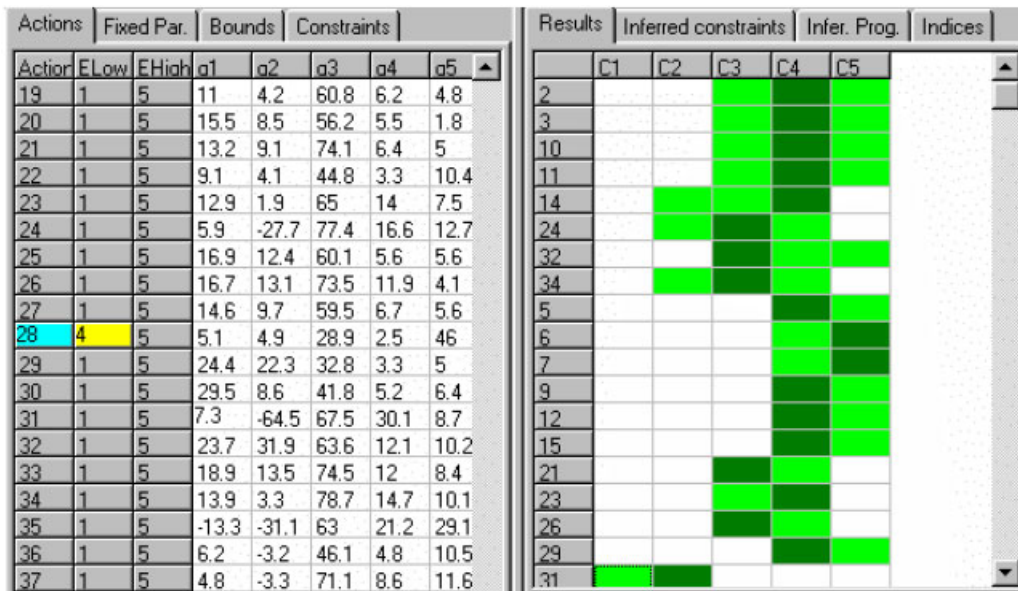 Actions Fixed Par. Bounds Constraints
Action ELow EHigh g1 g2 g3 g4 g5
19 1 5 11 4.2 60.8 6.2 4.8
20 1 5 15.5 8.5 56.2 5.5 1.8
21 1 5 13.2 9.1 74.1 6.4 5
22 1 5 9.1 4.1 44.8 3.3 10.4
23 1 5 12.9 1.9 65 14 7.5
24 1 5 5.9 -27.7 77.4 16.6 12.7
25 1 5 16.9 12.4 60.1 5.6 5.6
26 1 5 16.7 13.1 73.5 11.9 4.1
27 1 5 14.6 9.7 59.5 6.7 5.6
28 4 5 5.1 4.9 28.9 2.5 46
29 1 5 24.4 22.3 32.8 3.3 5
30 1 5 29.5 8.6 41.8 5.2 6.4
31 1 5 7.3 -64.5 67.5 30.1 8.7
32 1 5 23.7 31.9 63.6 12.1 10.2
33 1 5 18.9 13.5 74.5 12 8.4
34 1 5 13.9 3.3 78.7 14.7 10.1
35 1 5 -13.3 -31.1 63 21.2 29.1
36 1 5 6.2 -3.2 46.1 4.8 10.5
37 1 5 4.8 -3.3 71.1 8.6 11.6
Results Inferred constraints Infer. Prog. Indices
C1 C2 C3 C4 C5
2
3
10
11
14
24
32
34
5
6
7
9
12
15
21
23
26
29
31